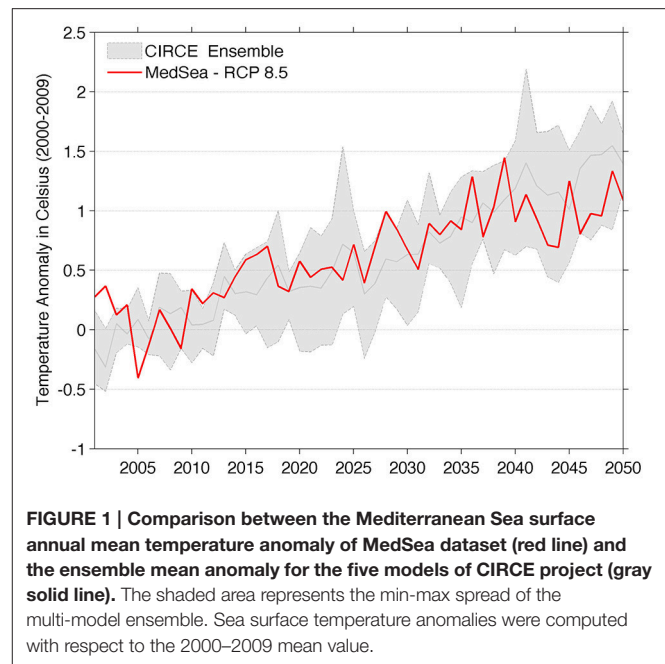 Temperature Anomaly in Celsius (2000-2009)
2.5
2
1.5
1
0.5
0
-0.5
-1
CIRCE Ensemble
MedSea - RCP 8.5
2005 2010 2015 2020 2025 2030 2035 2040 2045 2050
FIGURE 1 | Comparison between the Mediterranean Sea surface
annual mean temperature anomaly of MedSea dataset (red line) and
the ensemble mean anomaly for the five models of CIRCE project (gray
solid line). The shaded area represents the min-max spread of the
multi-model ensemble. Sea surface temperature anomalies were computed
with respect to the 2000–2009 mean value.